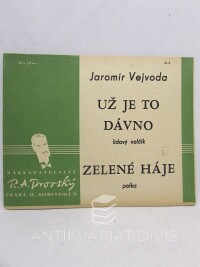 Jaromír Vejvoda
UŽ JE TO
DÁVNO
lidový valčík
ZELENÉ HÁJE
polka
NAKLADATELSTVÍ
R. A. Dvorský
PRAHA II,
ANTIKVARIÁT DIVIŠ